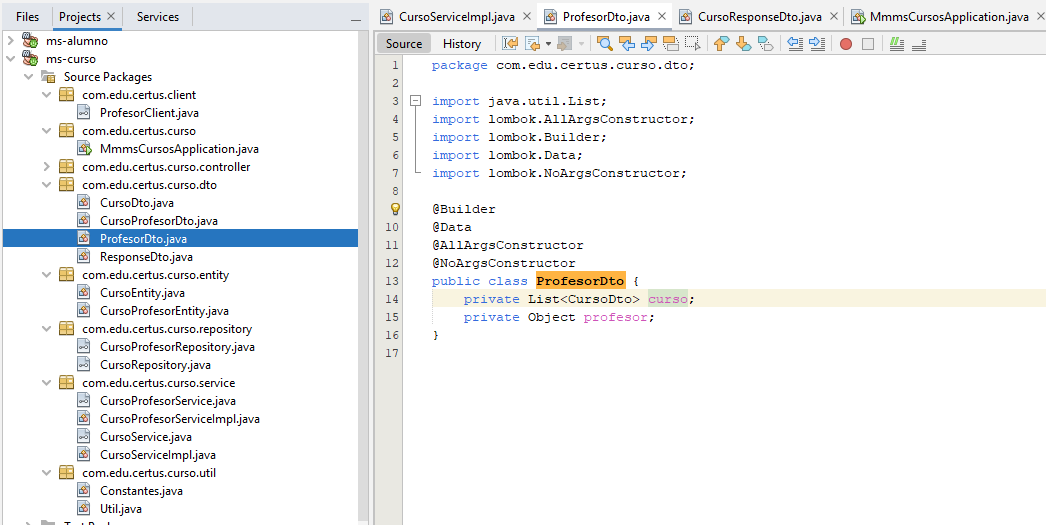 Files
Projects
Services
ms-alumno
ms-curso
Source Packages
com.edu.certus.client
ProfesorClient.java
com.edu.certus.curso
MmmsCursosApplication.java
com.edu.certus.curso.controller
com.edu.certus.curso.dto
CursoDto.java
CursoProfesorDto.java
ProfesorDto.java
ResponseDto.java
com.edu.certus.curso.entity
CursoEntity.java
CursoProfesorEntity.java
com.edu.certus.curso.repository
CursoProfesorRepository.java
CursoRepository.java
com.edu.certus.curso.service
CursoProfesorService.java
CursoProfesorServiceImpl.java
CursoService.java
CursoServiceImpl.java
com.edu.certus.curso.util
Constantes.java
Util.java
CursoServiceImpl.java
ProfesorDto.java
CursoResponseDto.java
MmmsCursosApplication.java
Source
History
1 package com.edu.certus.curso.dto;
2
3 import java.util.List;
4 import lombok.AllArgsConstructor;
5 import lombok.Builder;
6 import lombok.Data;
7 import lombok.NoArgsConstructor;
8
@Builder
10 @Data
11 @AllArgsConstructor
12 @NoArgsConstructor
13 public class ProfesorDto {
14 private List<CursoDto> curso;
15 private Object profesor;
16 }
17